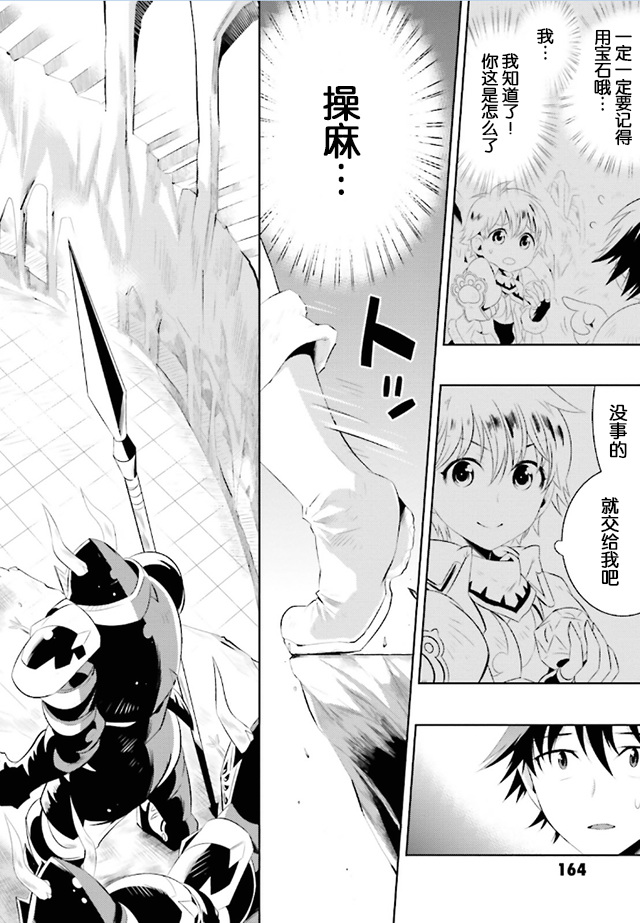 一定一定要记得
用宝石哦…
我…
我知道了！
你这是怎么了
没事的
就交给我吧
操麻…
トッ
164